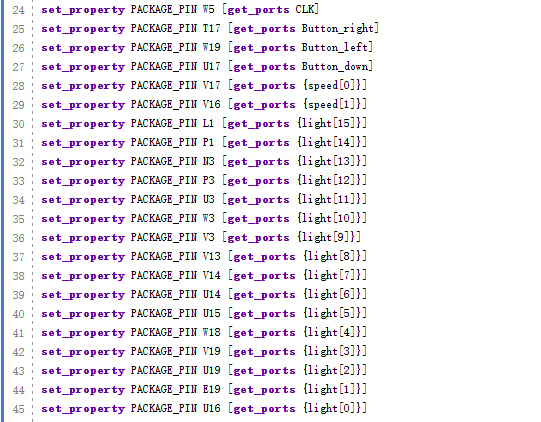 24 set_property PACKAGE_PIN W5 [get_ports CLK]
25 set_property PACKAGE_PIN T17 [get_ports Button_right]
26 set_property PACKAGE_PIN W19 [get_ports Button_left]
27 set_property PACKAGE_PIN U17 [get_ports Button_down]
28 set_property PACKAGE_PIN V17 [get_ports {speed[0]}]
29 set_property PACKAGE_PIN V16 [get_ports {speed[1]}]
30 set_property PACKAGE_PIN L1 [get_ports {light[15]}]
31 set_property PACKAGE_PIN P1 [get_ports {light[14]}]
32 set_property PACKAGE_PIN N3 [get_ports {light[13]}]
33 set_property PACKAGE_PIN P3 [get_ports {light[12]}]
34 set_property PACKAGE_PIN U3 [get_ports {light[11]}]
35 set_property PACKAGE_PIN W3 [get_ports {light[10]}]
36 set_property PACKAGE_PIN V3 [get_ports {light[9]}]
37 set_property PACKAGE_PIN V13 [get_ports {light[8]}]
38 set_property PACKAGE_PIN V14 [get_ports {light[7]}]
39 set_property PACKAGE_PIN U14 [get_ports {light[6]}]
40 set_property PACKAGE_PIN U15 [get_ports {light[5]}]
41 set_property PACKAGE_PIN W18 [get_ports {light[4]}]
42 set_property PACKAGE_PIN V19 [get_ports {light[3]}]
43 set_property PACKAGE_PIN U19 [get_ports {light[2]}]
44 set_property PACKAGE_PIN E19 [get_ports {light[1]}]
45 set_property PACKAGE_PIN U16 [get_ports {light[0]}]